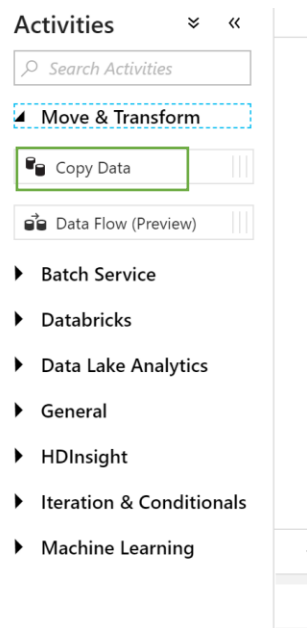 Activities
Search Activities
Move & Transform
Copy Data
Data Flow (Preview)
Batch Service
Databricks
Data Lake Analytics
General
HDInsight
Iteration & Conditionals
Machine Learning